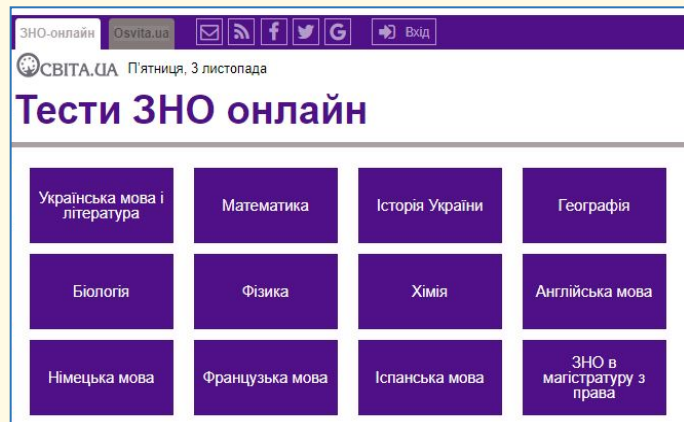 ЗНО-онлайн Osvita.ua Вхід
ОСВІТА.UA П'ятниця, 3 листопада
Тести ЗНО онлайн
Українська мова і
література
Математика
Історія України
Географія
Біологія
Фізика
Хімія
Англійська мова
Німецька мова
Французька мова
Іспанська мова
ЗНО в
магістратуру з
права